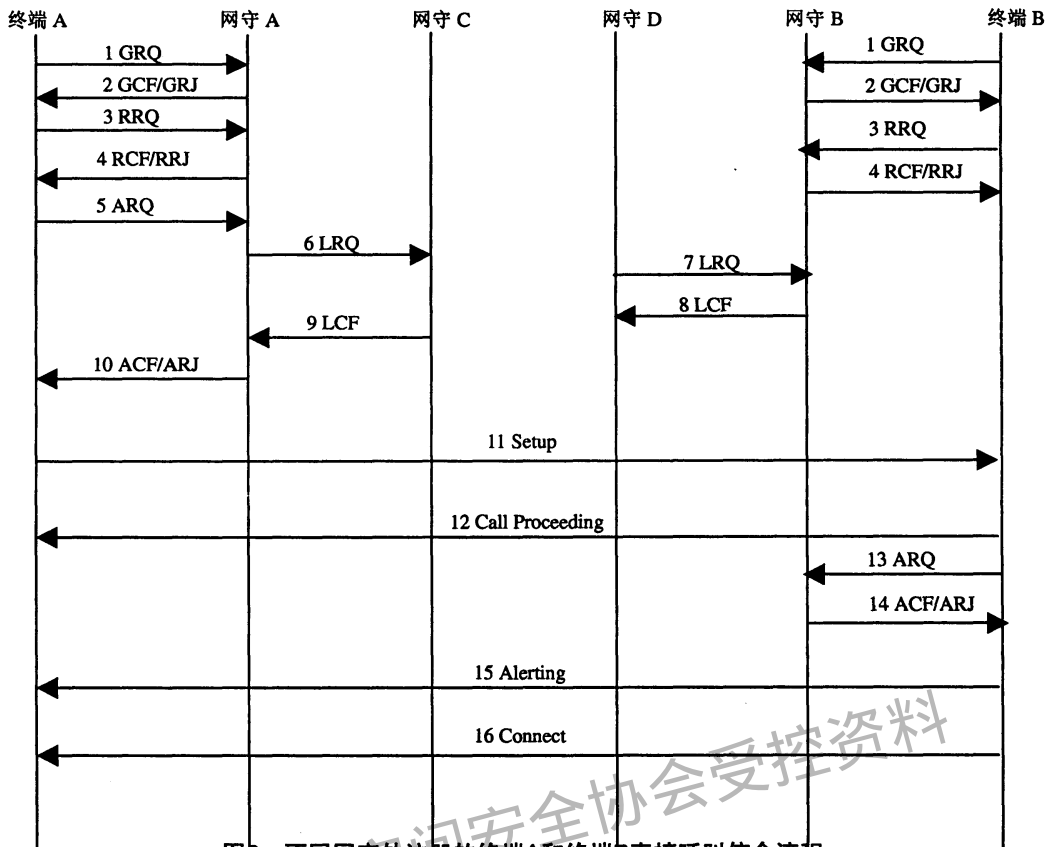 终端 A
网守 A
网守 C
网守 D
网守 B
终端 B
1 GRQ
1 GRQ
2 GCF/GRJ
2 GCF/GRJ
3 RRQ
3 RRQ
4 RCF/RRJ
4 RCF/RRJ
5 ARQ
6 LRQ
7 LRQ
8 LCF
9 LCF
10 ACF/ARJ
11 Setup
12 Call Proceeding
13 ARQ
14 ACF/ARJ
15 Alerting
16 Connect
安全协会受控资料